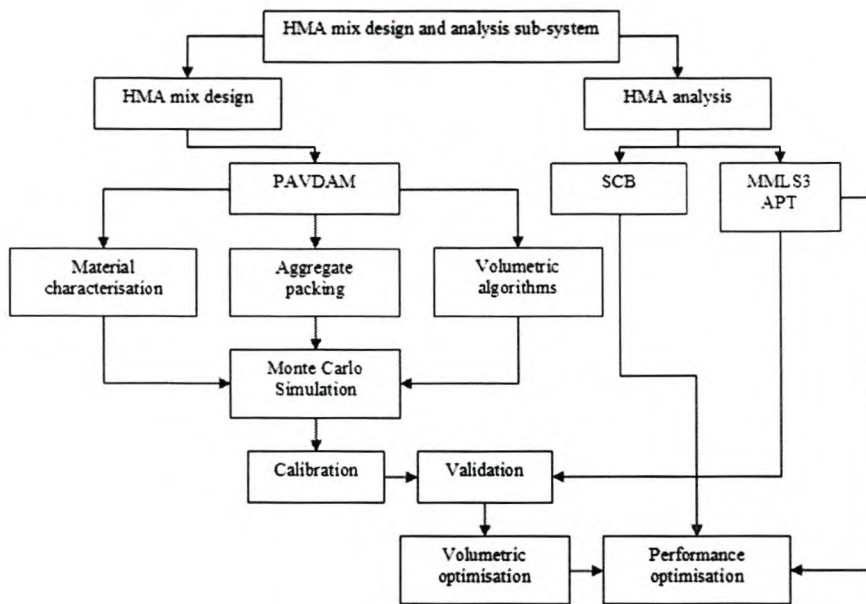 HMA mix design and analysis sub-system
HMA mix design
HMA analysis
PAVDAM
SCB
MMLS3
APT
Material
characterisation
Aggregate
packing
Volumetric
algorithms
Monte Carlo
Simulation
Calibration
Validation
Volumetric
optimisation
Performance
optimisation